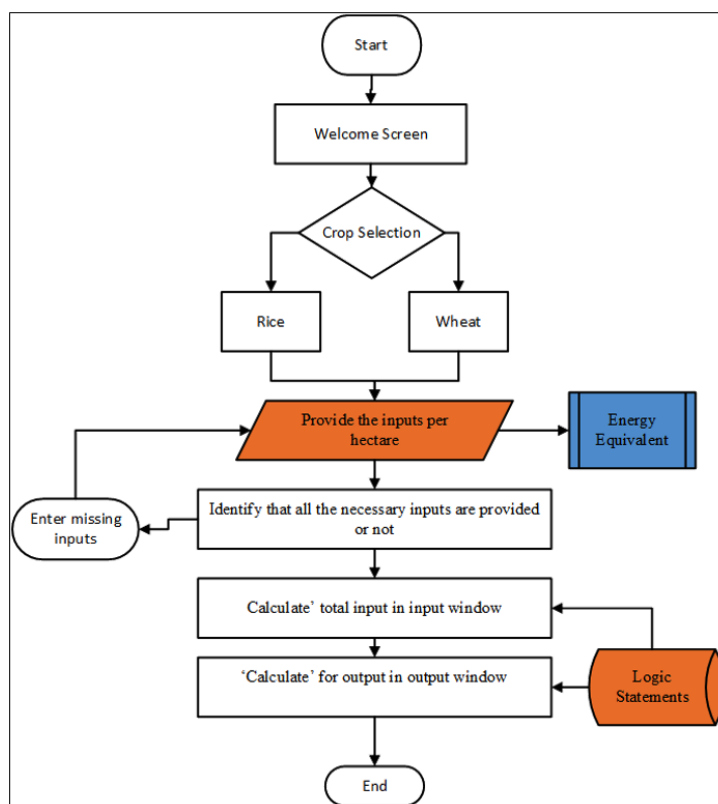 Start
Welcome Screen
Crop Selection
Rice
Wheat
Provide the inputs per
hectare
Energy
Equivalent
Identify that all the necessary inputs are provided
or not
Enter missing
inputs
Calculate’ total input in input window
‘Calculate’ for output in output window
Logic
Statements
End